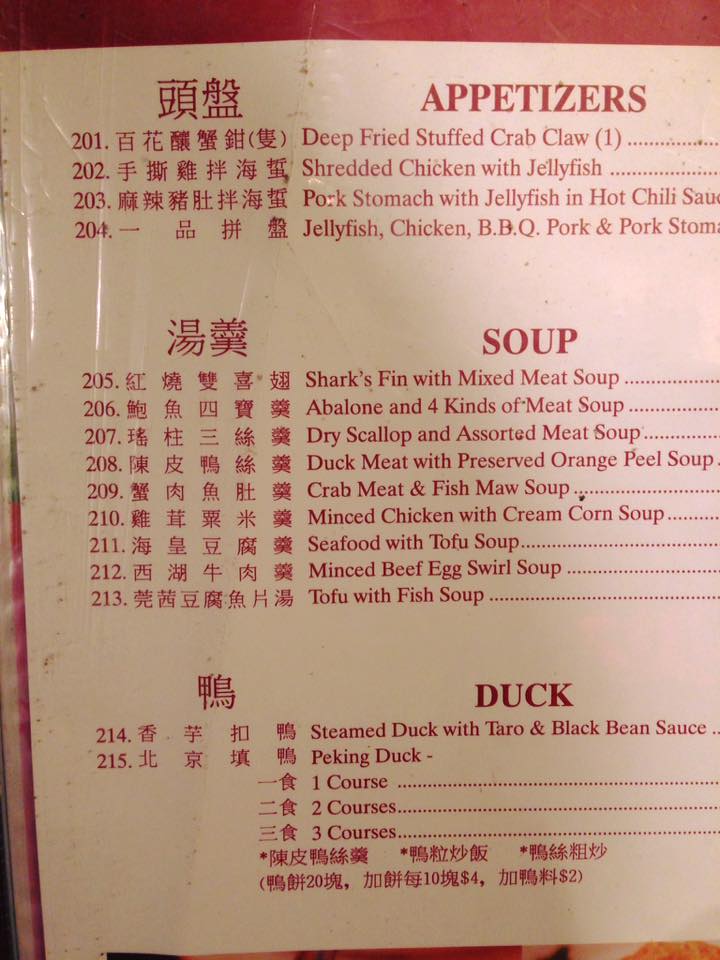 頭盤 APPETIZERS
201. 百花釀蟹鉗(隻) Deep Fried Stuffed Crab Claw (1)
202. 手撕雞拌海蜇 Shredded Chicken with Jellyfish
203. 麻辣豬肚拌海蜇 Pork Stomach with Jellyfish in Hot Chili Sauc
204. 一品拼盤 Jellyfish, Chicken, B.B.Q. Pork & Pork Stoma
湯羹 SOUP
205. 紅燒雙喜翅 Shark's Fin with Mixed Meat Soup
206. 鮑魚四寶羹 Abalone and 4 Kinds of Meat Soup
207. 瑤柱三絲羹 Dry Scallop and Assorted Meat Soup
208. 陳皮鴨絲羹 Duck Meat with Preserved Orange Peel Soup
209. 蟹肉魚肚羹 Crab Meat & Fish Maw Soup
210. 雞茸粟米羹 Minced Chicken with Cream Corn Soup
211. 海皇豆腐羹 Seafood with Tofu Soup
212. 西湖牛肉羹 Minced Beef Egg Swirl Soup
213. 莞茜豆腐魚片湯 Tofu with Fish Soup
鴨 DUCK
214. 香芋扣鴨 Steamed Duck with Taro & Black Bean Sauce
215. 北京填鴨 Peking Duck -
一食 1 Course
二食 2 Courses
三食 3 Courses
*陳皮鴨絲羹 *鴨粒炒飯 *鴨絲粗炒
(鴨餅20塊, 加餅每10塊$4, 加鴨料$2)